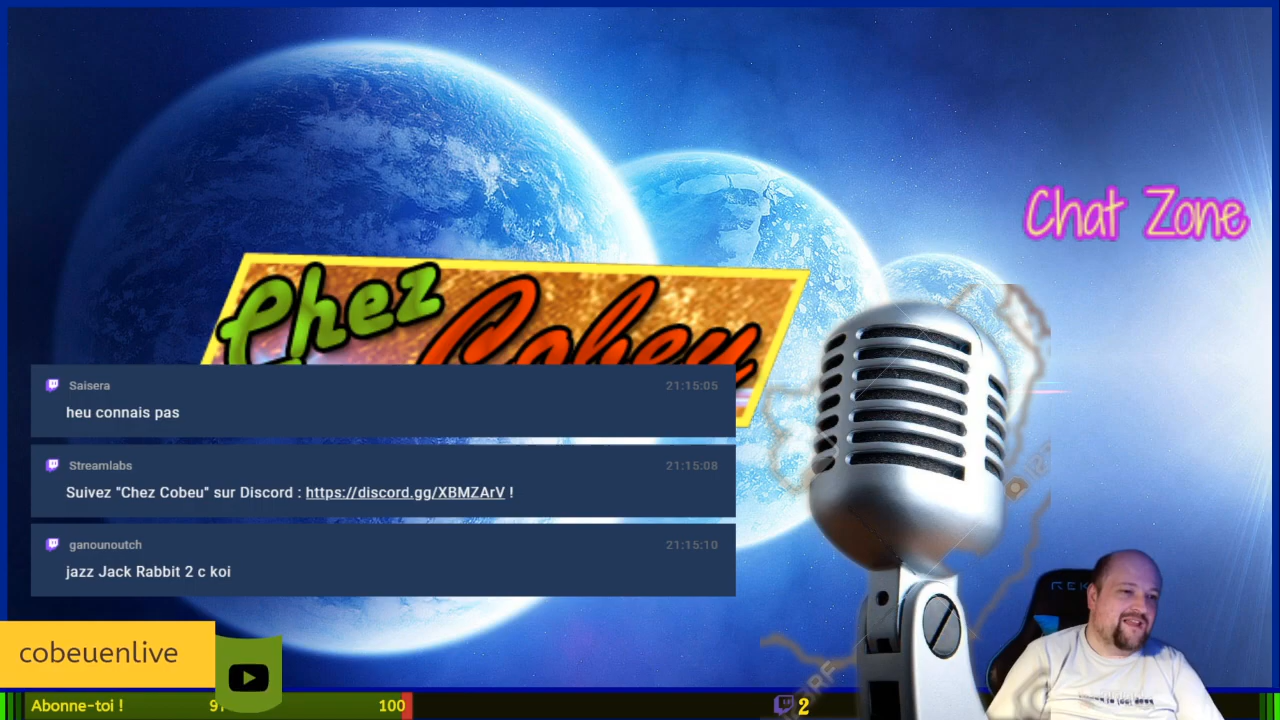 Chat Zone
Chez
Cobeu
Saisera
21:15:05
heu connais pas
Streamlabs
21:15:08
Suivez "Chez Cobeu" sur Discord : https://discord.gg/XBMZArV !
ganounoutch
21:15:10
jazz Jack Rabbit 2 c koi
cobeuenlive
Abonne-toi !
100
2